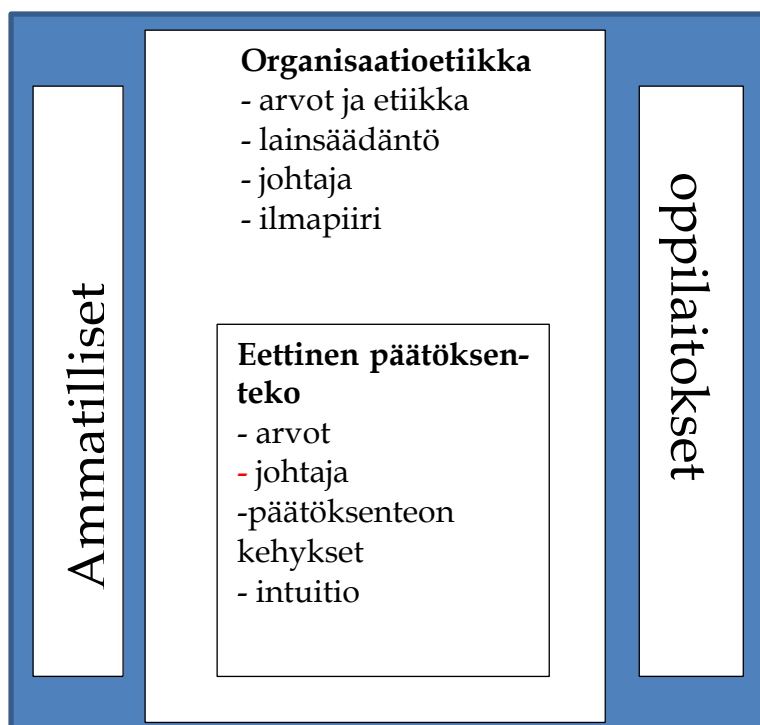 Ammatilliset
Organisaatioetiikka
- arvot ja etiikka
- lainsäädäntö
- johtaja
- ilmapiiri
Eettinen päätöksen-
teko
- arvot
- johtaja
-päätöksenteon
kehykset
- intuitio
oppilaitokset